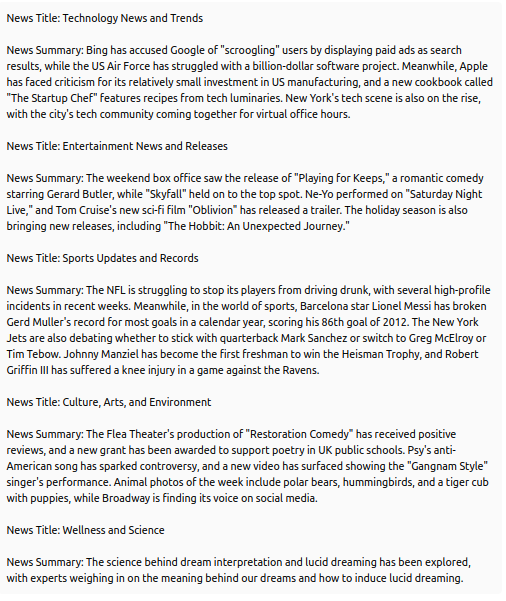 News Title: Technology News and Trends
News Summary: Bing has accused Google of "scroogling" users by displaying paid ads as search
results, while the US Air Force has struggled with a billion-dollar software project. Meanwhile, Apple
has faced criticism for its relatively small investment in US manufacturing, and a new cookbook called
"The Startup Chef" features recipes from tech luminaries. New York's tech scene is also on the rise,
with the city's tech community coming together for virtual office hours.
News Title: Entertainment News and Releases
News Summary: The weekend box office saw the release of "Playing for Keeps," a romantic comedy
starring Gerard Butler, while "Skyfall" held on to the top spot. Ne-Yo performed on "Saturday Night
Live," and Tom Cruise's new sci-fi film "Oblivion" has released a trailer. The holiday season is also
bringing new releases, including "The Hobbit: An Unexpected Journey."
News Title: Sports Updates and Records
News Summary: The NFL is struggling to stop its players from driving drunk, with several high-profile
incidents in recent weeks. Meanwhile, in the world of sports, Barcelona star Lionel Messi has broken
Gerd Muller's record for most goals in a calendar year, scoring his 86th goal of 2012. The New York
Jets are also debating whether to stick with quarterback Mark Sanchez or switch to Greg McElroy or
Tim Tebow. Johnny Manziel has become the first freshman to win the Heisman Trophy, and Robert
Griffin III has suffered a knee injury in a game against the Ravens.
News Title: Culture, Arts, and Environment
News Summary: The Flea Theater's production of "Restoration Comedy" has received positive
reviews, and a new grant has been awarded to support poetry in UK public schools. Psy's anti-
American song has sparked controversy, and a new video has surfaced showing the "Gangnam Style"
singer's performance. Animal photos of the week include polar bears, hummingbirds, and a tiger cub
with puppies, while Broadway is finding its voice on social media.
News Title: Wellness and Science
News Summary: The science behind dream interpretation and lucid dreaming has been explored,
with experts weighing in on the meaning behind our dreams and how to induce lucid dreaming.